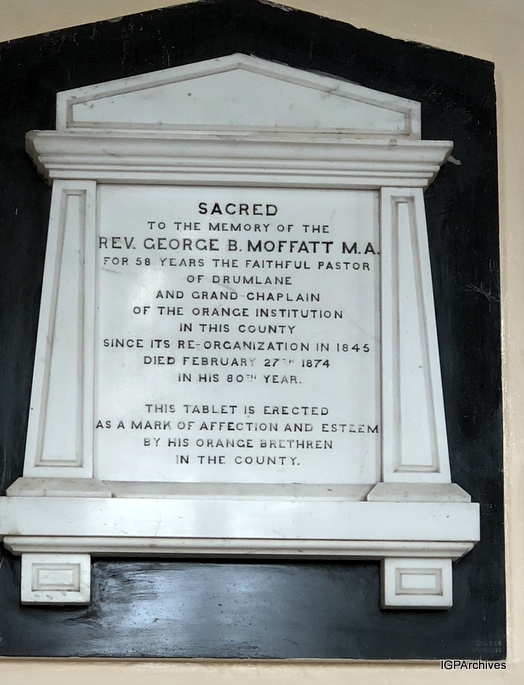 SACRED
TO THE MEMORY OF THE
REV. GEORGE B. MOFFATT M.A.
FOR 58 YEARS THE FAITHFUL PASTOR
OF DRUMLANE
AND GRAND CHAPLAIN
OF THE ORANGE INSTITUTION
IN THIS COUNTY
SINCE ITS RE-ORGANIZATION IN 1845
DIED FEBRUARY 27TH 1874
IN HIS 80TH YEAR.
THIS TABLET IS ERECTED
AS A MARK OF AFFECTION AND ESTEEM
BY HIS ORANGE BRETHREN
IN THE COUNTY.
IGPArchives